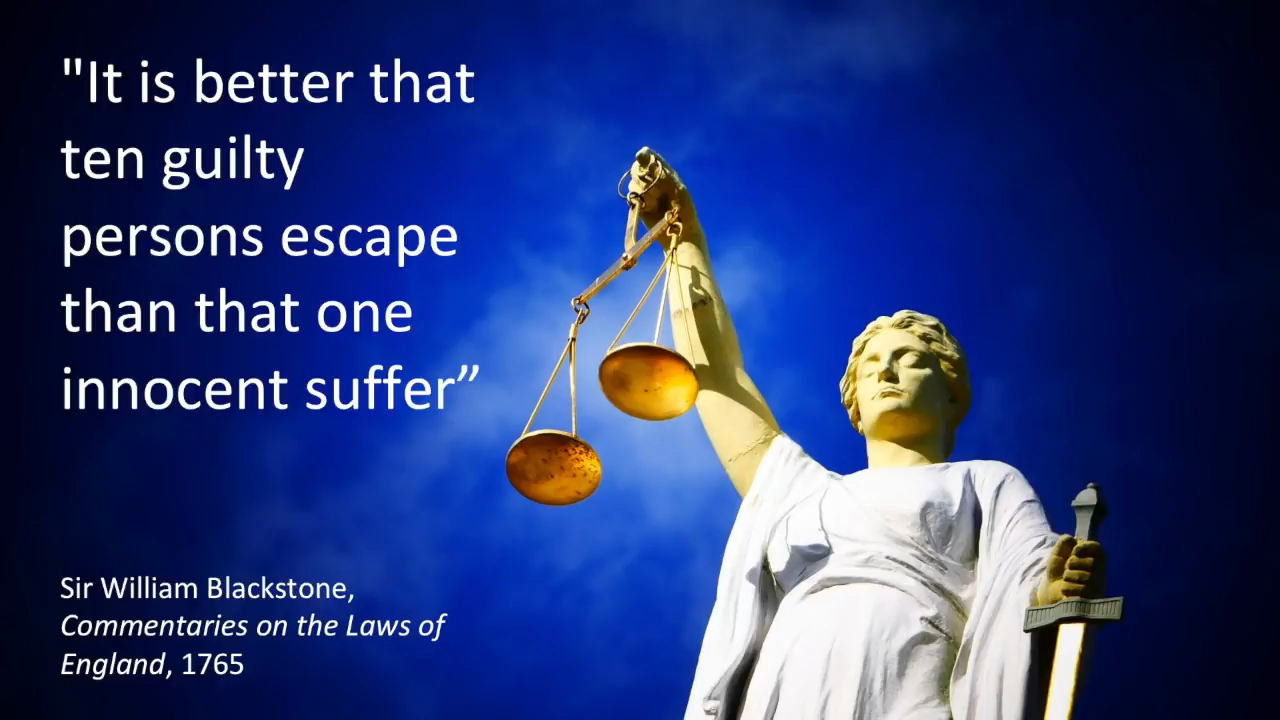 "It is better that
ten guilty
persons escape
than that one
innocent suffer”
Sir William Blackstone,
Commentaries on the Laws of
England, 1765